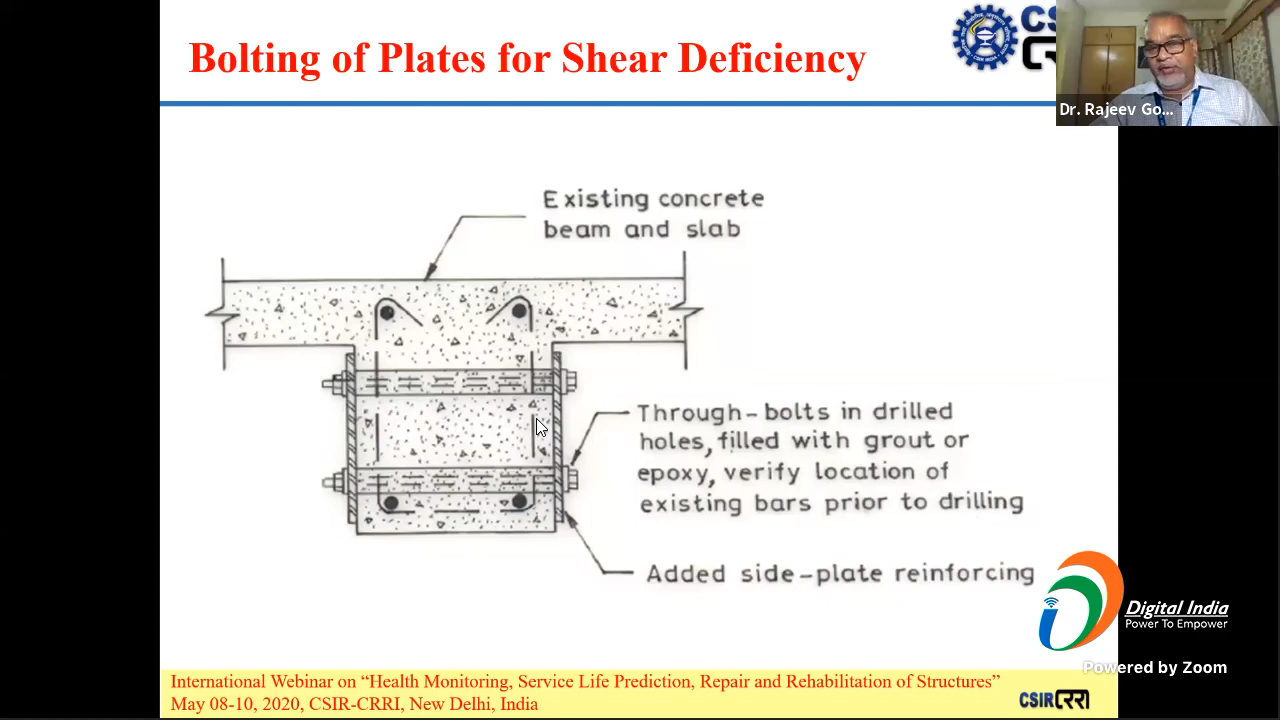 Bolting of Plates for Shear Deficiency
CS
Dr. Rajeev Go...
Existing concrete
beam and slab
Through-bolts in drilled
holes, filled with grout or
epoxy, verify location of
existing bars prior to drilling
Added side-plate reinforcing
Digital India
Power To Empower
Powered by Zoom
International Webinar on “Health Monitoring, Service Life Prediction, Repair and Rehabilitation of Structures”
May 08-10, 2020, CSIR-CRRI, New Delhi, India
CSIR CRRI